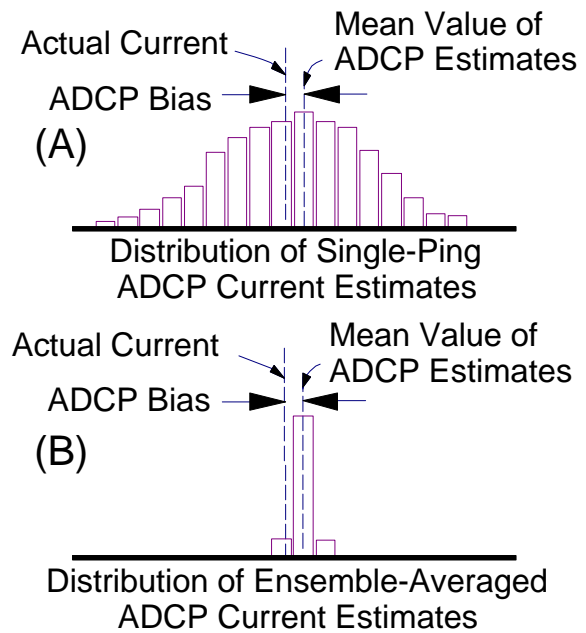 Actual Current
Mean Value of
ADCP Estimates
ADCP Bias
(A)
Distribution of Single-Ping
ADCP Current Estimates
Actual Current
Mean Value of
ADCP Estimates
ADCP Bias
(B)
Distribution of Ensemble-Averaged
ADCP Current Estimates